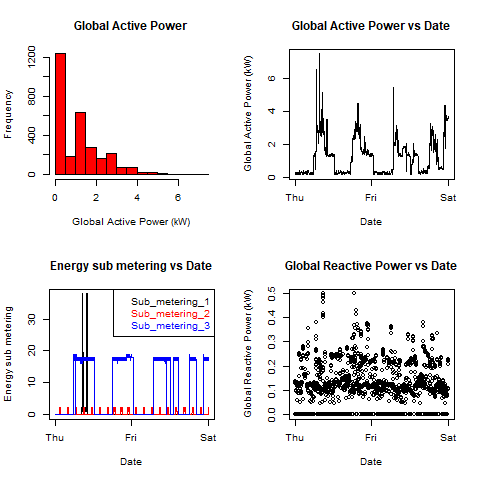 Global Active Power
Frequency
0 400 800 1200
0 2 4 6
Global Active Power (kW)
Global Active Power vs Date
Global Active Power (kW)
0 2 4 6
Thu Fri Sat
Date
Energy sub metering vs Date
Energy sub metering
0 10 20 30
Sub_metering_1
Sub_metering_2
Sub_metering_3
Thu Fri Sat
Date
Global Reactive Power vs Date
Global Reactive Power (kW)
0.0 0.1 0.2 0.3 0.4 0.5
Thu Fri Sat
Date